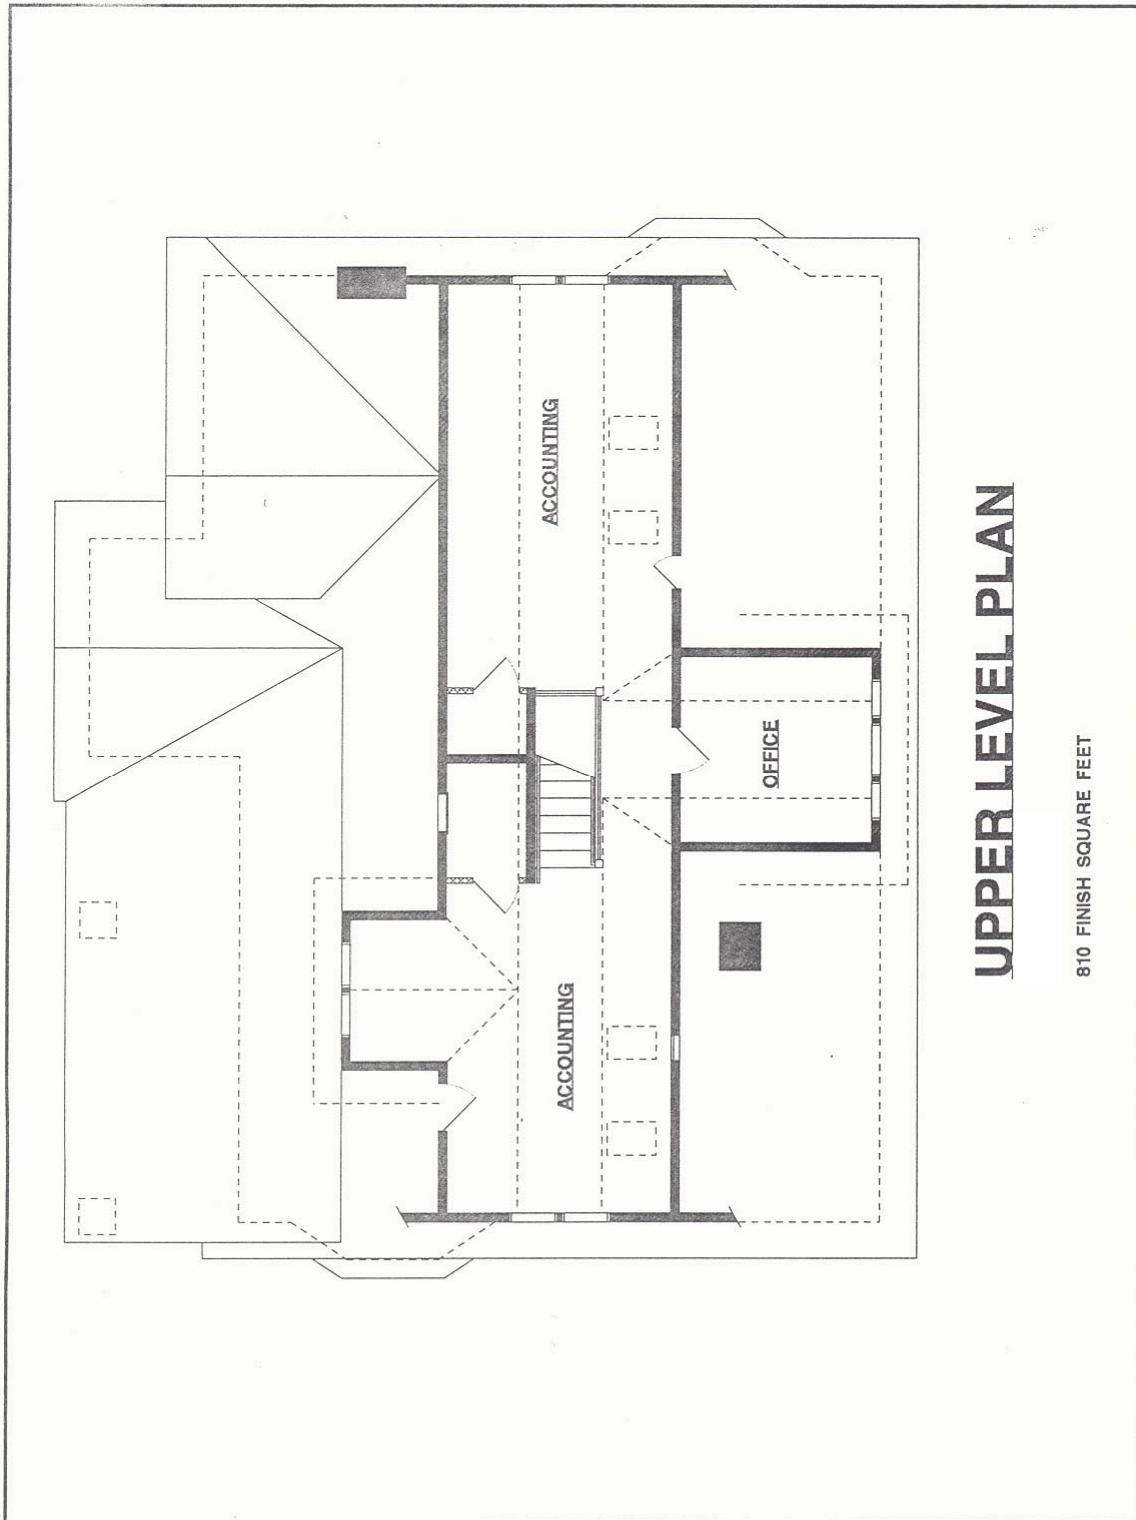 ACCOUNTING
ACCOUNTING
OFFICE
UPPER LEVEL PLAN
810 FINISH SQUARE FEET